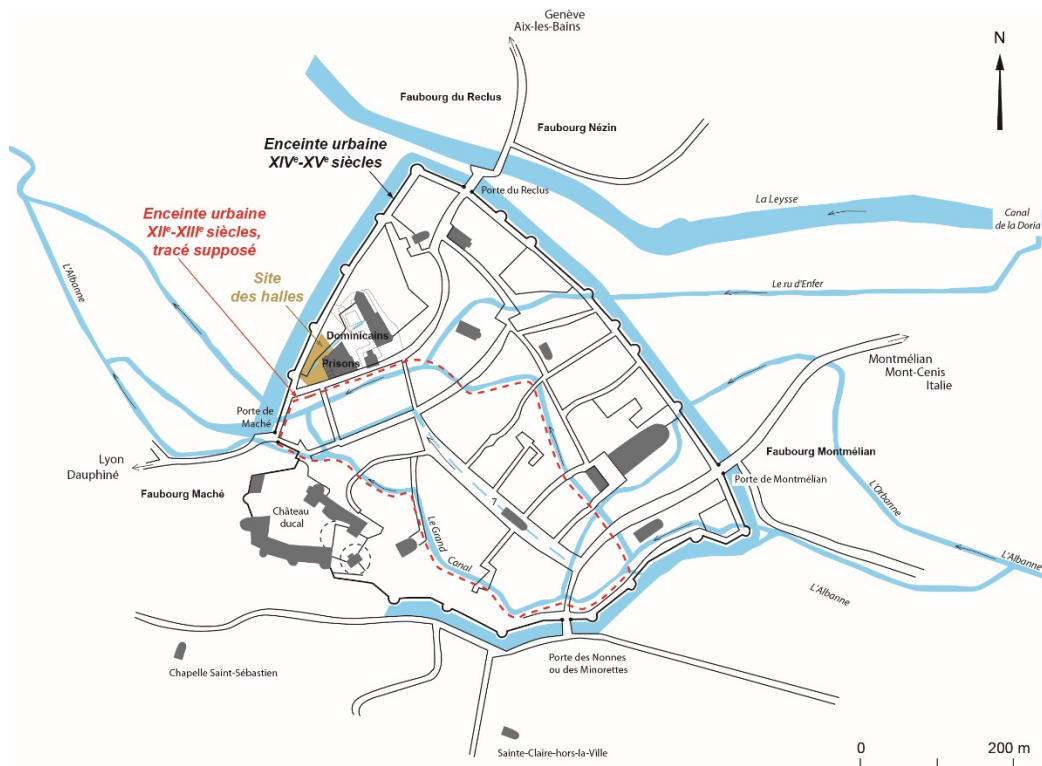 Genève
Aix-les-Bains
N
Faubourg du Reclus
Faubourg Nézin
Enceinte urbaine
XIVᵉ-XVᵉ siècles
Porte du Reclus
La Leysse
Canal
de la Doria
Enceinte urbaine
XIIᵉ-XIIIᵉ siècles,
tracé supposé
L'Albanne
Site
des halles
Le ru d'Enfer
Dominicains
Prisons
Montmélian
Mont-Cenis
Italie
Porte de
Maché
Lyon
Dauphiné
Faubourg Maché
Faubourg Montmélian
Porte de Montmélian
Château
ducal
?
L'Orbanne
Le Grand Canal
L'Albanne
L'Albanne
Chapelle Saint-Sébastien
Porte des Nonnes
ou des Minorettes
Sainte-Claire-hors-la-Ville
0 200 m